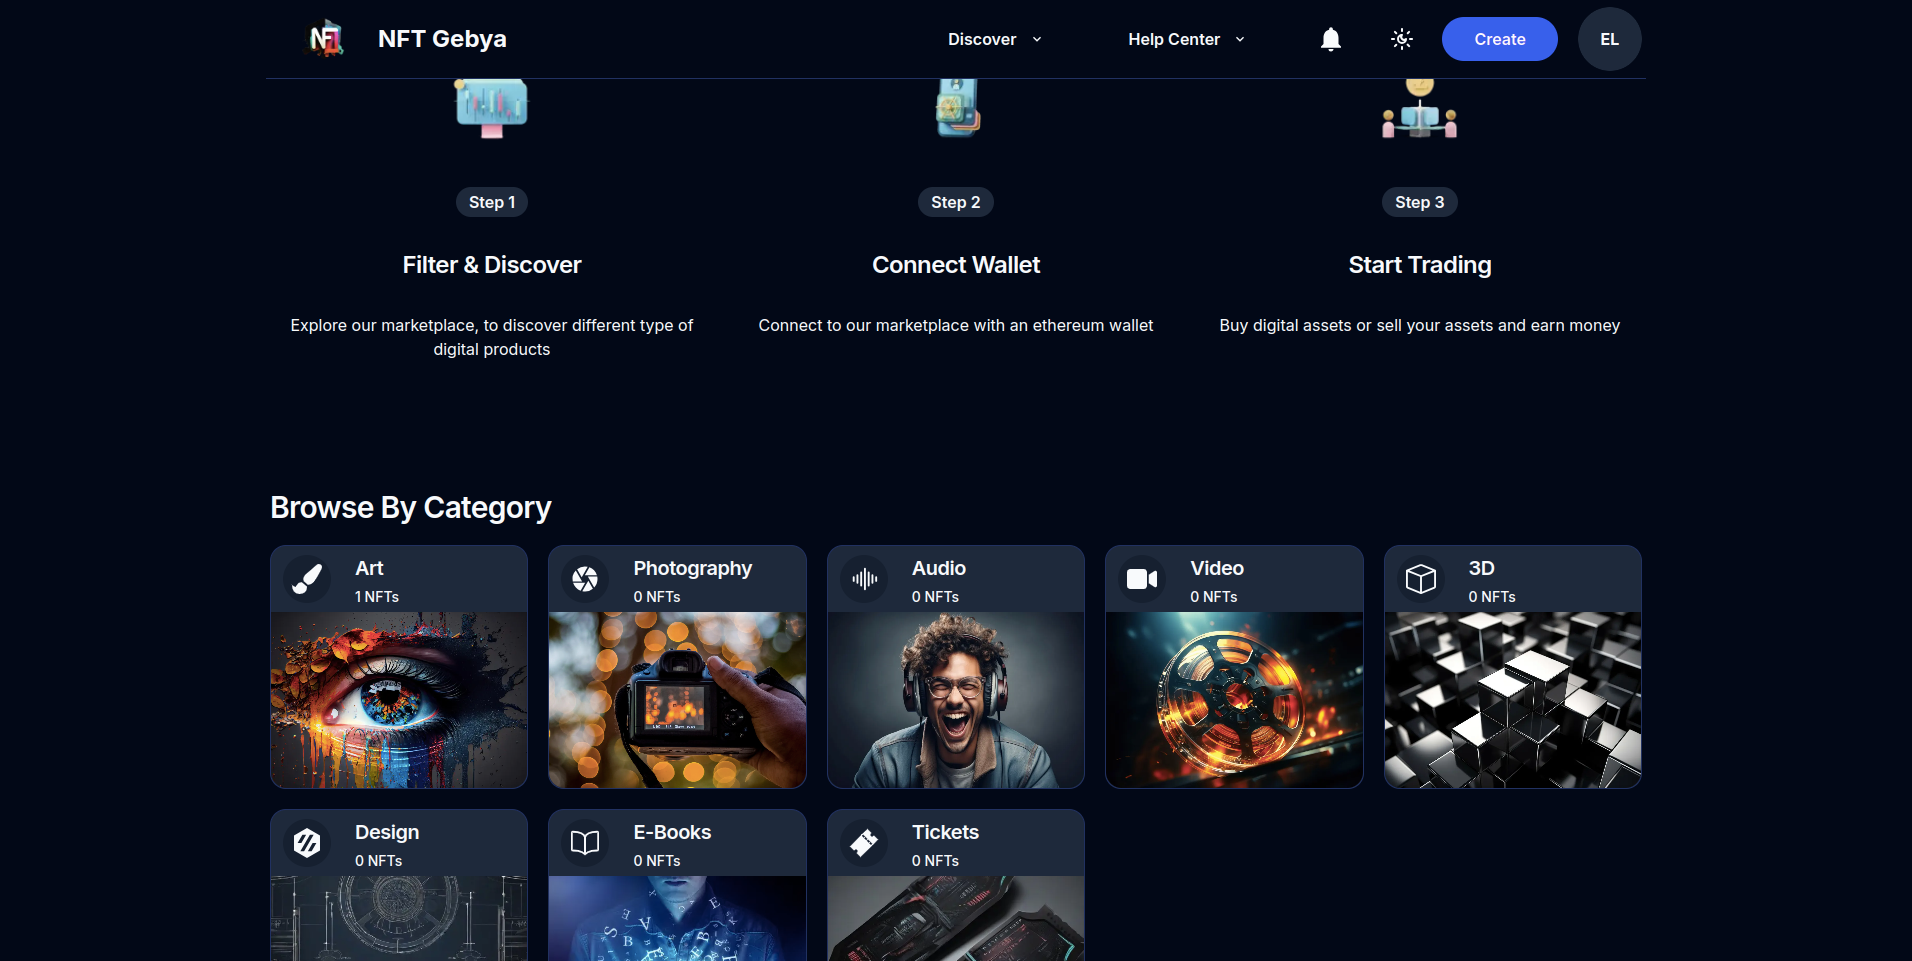 NFT Gebya
Discover
Help Center
Create
EL
Step 1
Step 2
Step 3
Filter & Discover
Connect Wallet
Start Trading
Explore our marketplace, to discover different type of
digital products
Connect to our marketplace with an ethereum wallet
Buy digital assets or sell your assets and earn money
Browse By Category
Art
1 NFTs
Photography
0 NFTs
Audio
0 NFTs
Video
0 NFTs
3D
0 NFTs
Design
0 NFTs
E-Books
0 NFTs
Tickets
0 NFTs